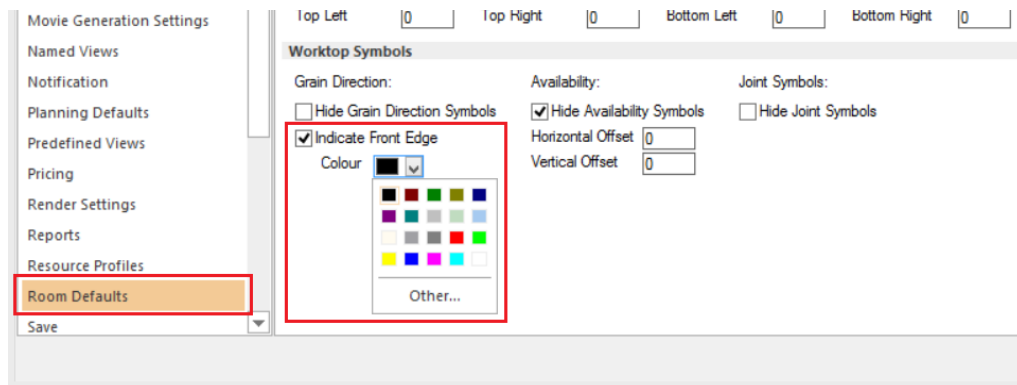 Movie Generation Settings
Named Views
Notification
Planning Defaults
Predefined Views
Pricing
Render Settings
Reports
Resource Profiles
Room Defaults
Save
Top Left 0 Top Right 0 Bottom Left 0 Bottom Right 0
Worktop Symbols
Grain Direction: Availability: Joint Symbols:
Hide Grain Direction Symbols Hide Availability Symbols Hide Joint Symbols
Indicate Front Edge Horizontal Offset 0
Colour Vertical Offset 0
Other...